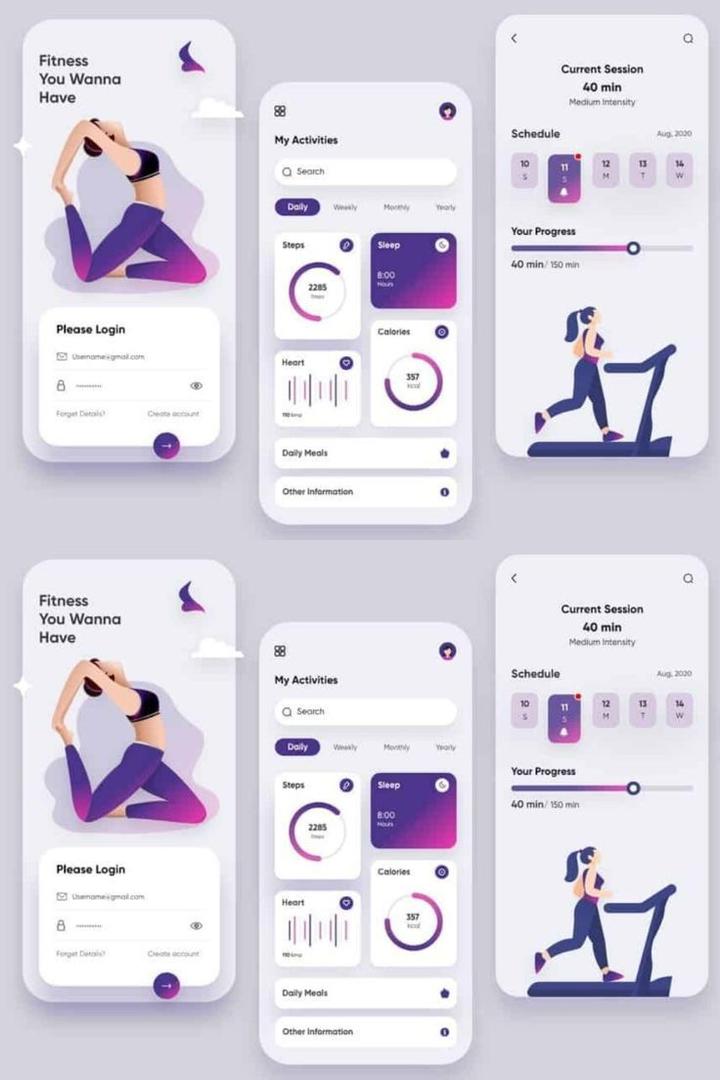 Fitness
You Wanna
Have
Please Login
Username@gmail.com
Forget Details?
Create account
My Activities
Search
Daily
Weekly
Monthly
Yearly
Steps
2285
Times
Sleep
8:00
Hours
Heart
110 bmp
Calories
357
kcal
Daily Meals
Other Information
Current Session
40 min
Medium Intensity
Schedule
Aug, 2020
10
S
11
S
12
M
13
T
14
W
Your Progress
40 min/ 150 min
Fitness
You Wanna
Have
Please Login
Username@gmail.com
Forget Details?
Create account
My Activities
Search
Daily
Weekly
Monthly
Yearly
Steps
2285
Times
Sleep
8:00
Hours
Heart
110 bmp
Calories
357
kcal
Daily Meals
Other Information
Current Session
40 min
Medium Intensity
Schedule
Aug, 2020
10
S
11
S
12
M
13
T
14
W
Your Progress
40 min/ 150 min